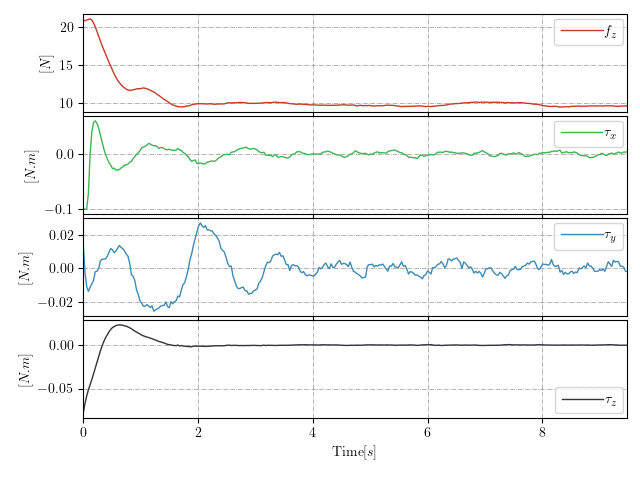 20
15
10
[N]
f_z
0.0
−0.1
[N.m]
τ_x
0.02
0.00
−0.02
[N.m]
τ_y
0.00
−0.05
[N.m]
τ_z
0 2 4 6 8
Time[s]